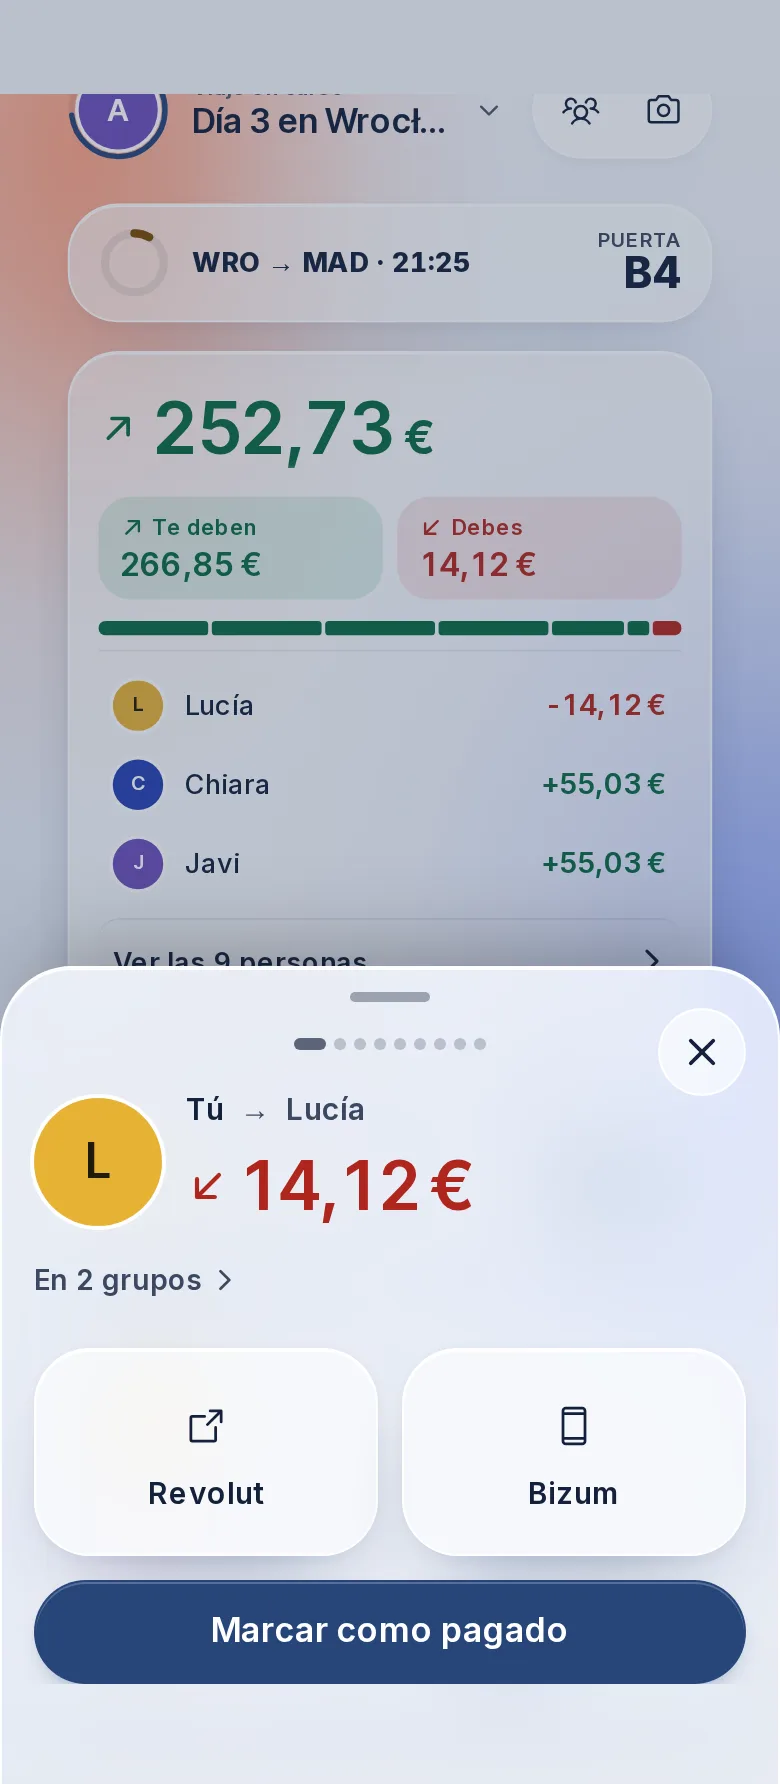 A
Día 3 en Wrocł...
WRO → MAD · 21:25
PUERTA
B4
↗ 252,73 €
↗ Te deben
266,85 €
↙ Debes
14,12 €
L
Lucía
-14,12 €
C
Chiara
+55,03 €
J
Javi
+55,03 €
Ver las 9 personas
Tú → Lucía
L
↙ 14,12 €
En 2 grupos
Revolut
Bizum
Marcar como pagado